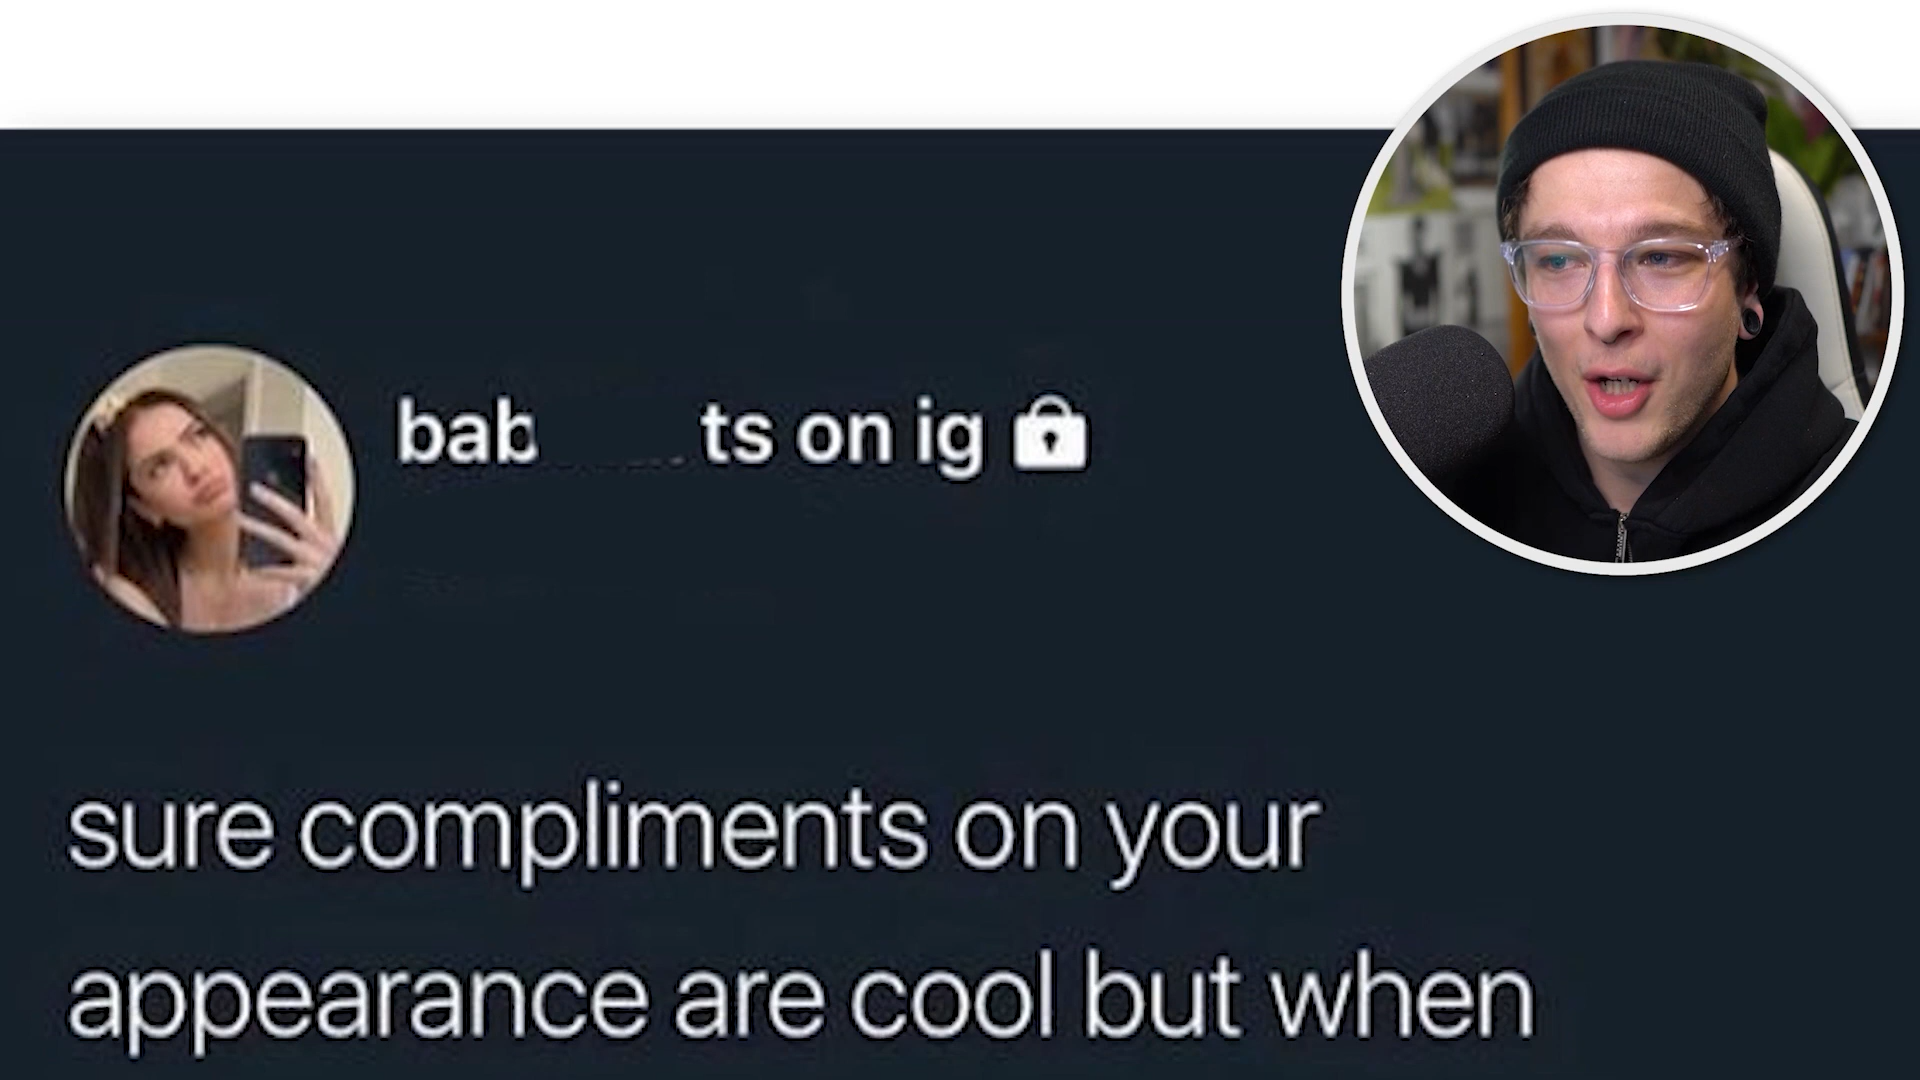 bab ts on ig
sure compliments on your
appearance are cool but when